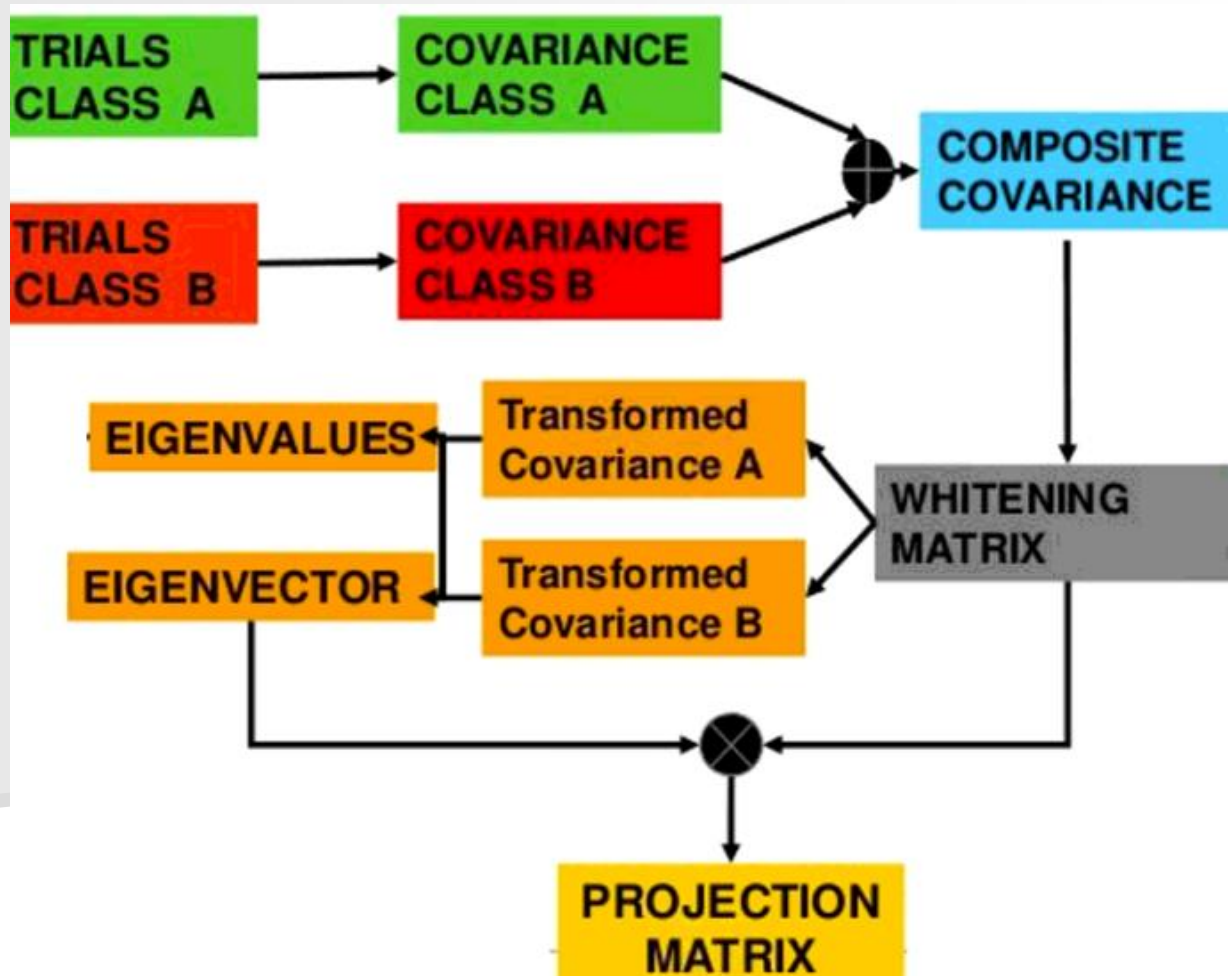 TRIALS
CLASS A
COVARIANCE
CLASS A
COMPOSITE
COVARIANCE
TRIALS
CLASS B
COVARIANCE
CLASS B
EIGENVALUES
Transformed
Covariance A
WHITENING
MATRIX
EIGENVECTOR
Transformed
Covariance B
PROJECTION
MATRIX